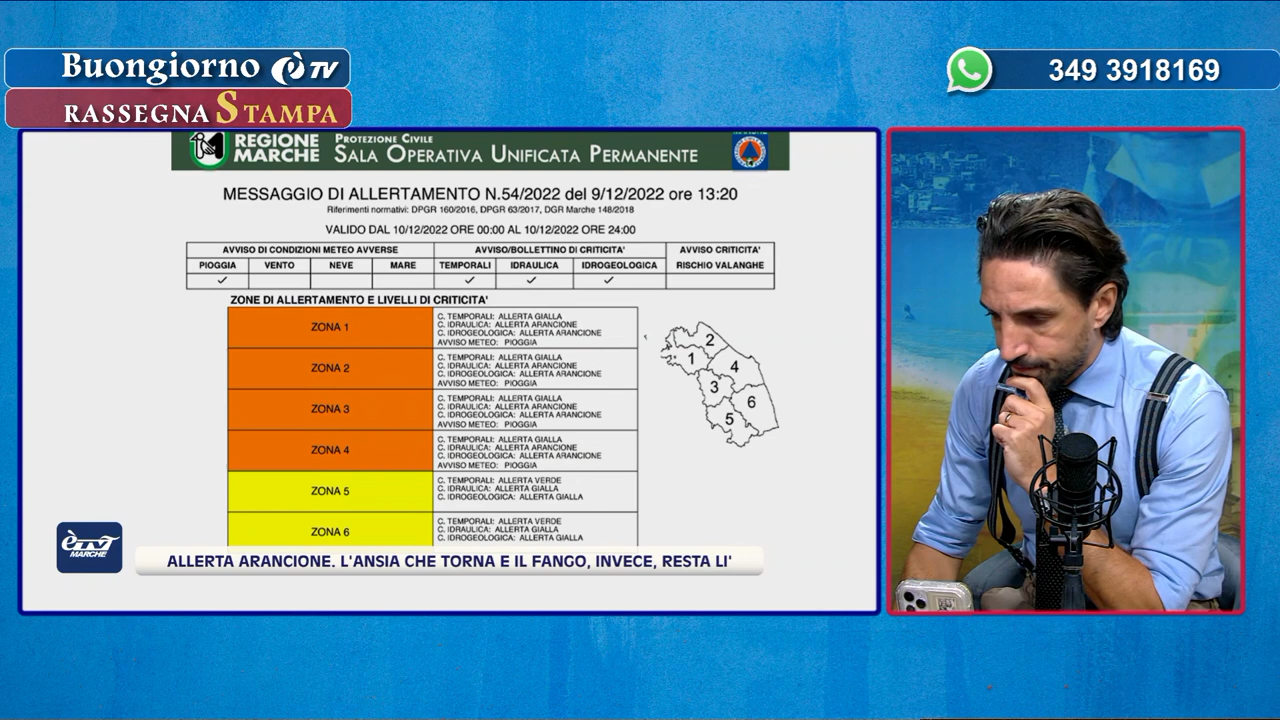 Buongiorno è TV
RASSEGNA STAMPA
349 3918169
REGIONE MARCHE
PROTEZIONE CIVILE
SALA OPERATIVA UNIFICATA PERMANENTE
MESSAGGIO DI ALLERTAMENTO N.54/2022 del 9/12/2022 ore 13:20
Riferimenti normativi: DPGR 160/2016, DPGR 63/2017, DGR Marche 148/2018
VALIDO DAL 10/12/2022 ORE 00:00 AL 10/12/2022 ORE 24:00
AVVISO DI CONDIZIONI METEO AVVERSE AVVISO/BOLLETTINO DI CRITICITA' AVVISO CRITICITA'
PIOGGIA VENTO NEVE MARE TEMPORALI IDRAULICA IDROGEOLOGICA RISCHIO VALANGHE
✓ ✓ ✓ ✓
ZONE DI ALLERTAMENTO E LIVELLI DI CRITICITA'
ZONA 1
C. TEMPORALI: ALLERTA GIALLA
C. IDRAULICA: ALLERTA ARANCIONE
C. IDROGEOLOGICA: ALLERTA ARANCIONE
AVVISO METEO: PIOGGIA
ZONA 2
C. TEMPORALI: ALLERTA GIALLA
C. IDRAULICA: ALLERTA ARANCIONE
C. IDROGEOLOGICA: ALLERTA ARANCIONE
AVVISO METEO: PIOGGIA
ZONA 3
C. TEMPORALI: ALLERTA GIALLA
C. IDRAULICA: ALLERTA ARANCIONE
C. IDROGEOLOGICA: ALLERTA ARANCIONE
AVVISO METEO: PIOGGIA
ZONA 4
C. TEMPORALI: ALLERTA GIALLA
C. IDRAULICA: ALLERTA ARANCIONE
C. IDROGEOLOGICA: ALLERTA ARANCIONE
AVVISO METEO: PIOGGIA
ZONA 5
C. TEMPORALI: ALLERTA VERDE
C. IDRAULICA: ALLERTA GIALLA
C. IDROGEOLOGICA: ALLERTA GIALLA
ZONA 6
C. TEMPORALI: ALLERTA VERDE
C. IDRAULICA: ALLERTA GIALLA
C. IDROGEOLOGICA: ALLERTA GIALLA
2
1
4
3
6
5
èTV
MARCHE
ALLERTA ARANCIONE. L'ANSIA CHE TORNA E IL FANGO, INVECE, RESTA LI'